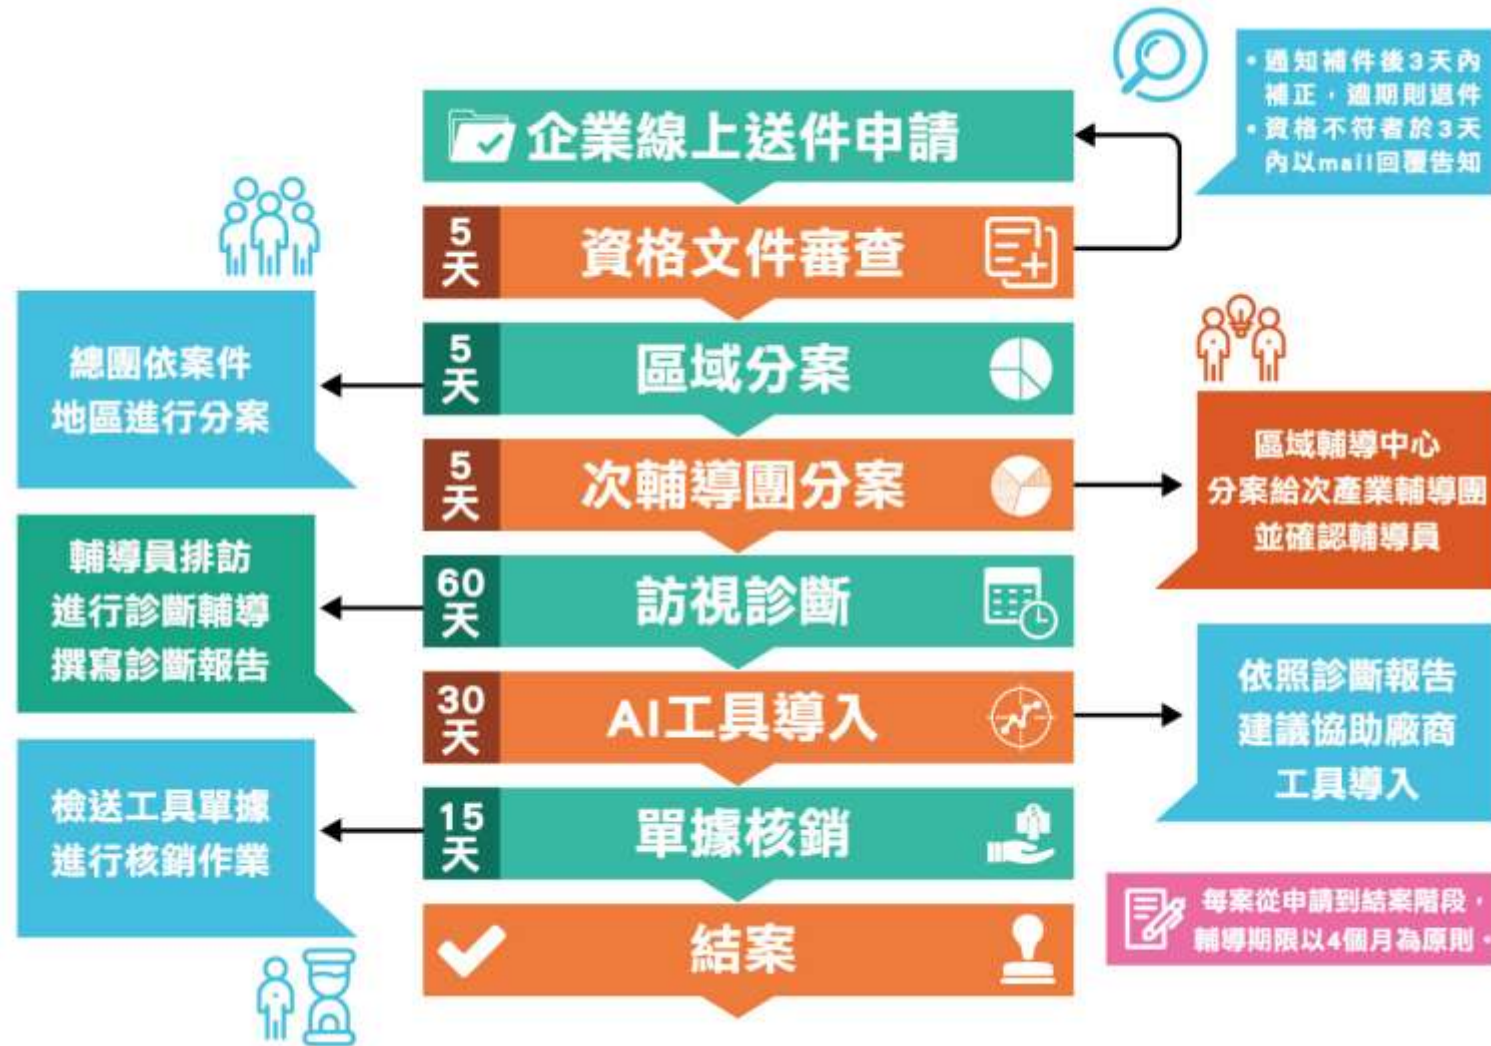 • 通知補件後3天內
補正，逾期則退件
• 資格不符者於3天
內以mail回覆告知
企業線上送件申請
5天
資格文件審查
5天
區域分案
總團依案件
地區進行分案
5天
次輔導團分案
區域輔導中心
分案給次產業輔導團
並確認輔導員
60天
訪視診斷
輔導員排訪
進行診斷輔導
撰寫診斷報告
30天
AI工具導入
依照診斷報告
建議協助廠商
工具導入
15天
單據核銷
檢送工具單據
進行核銷作業
結案
每案從申請到結案階段，
輔導期限以4個月為原則。